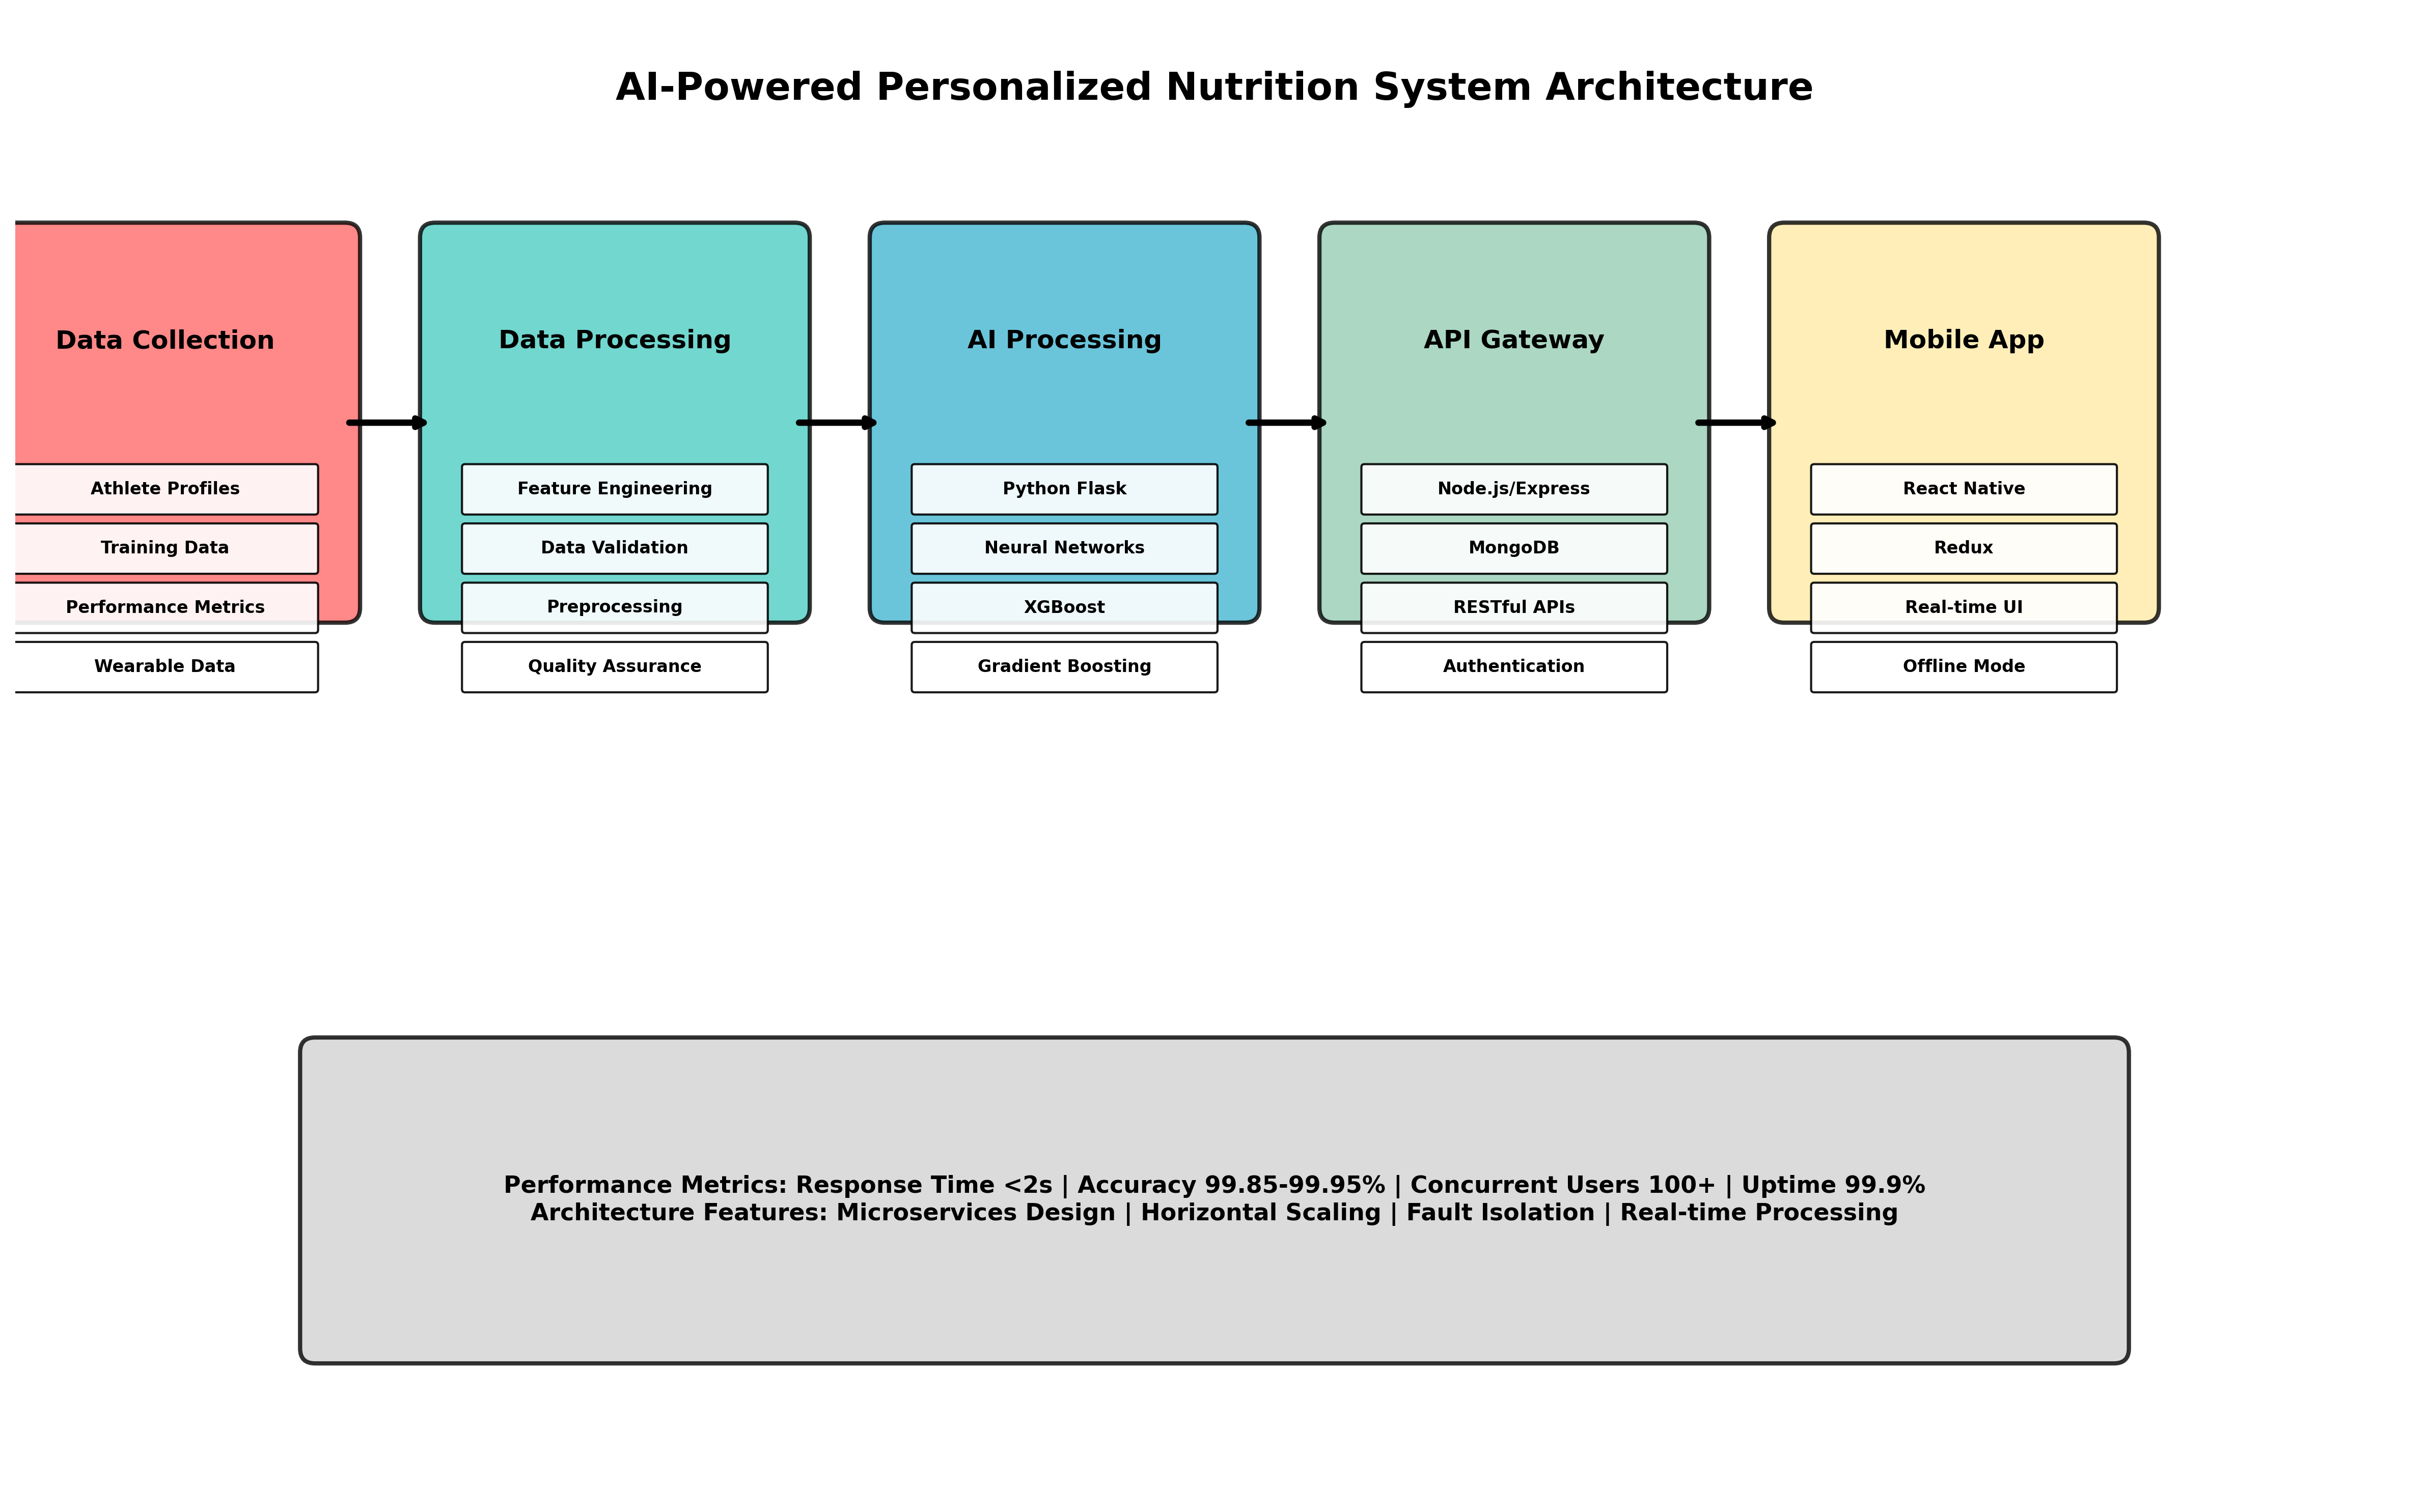 AI-Powered Personalized Nutrition System Architecture
Data Collection
Athlete Profiles
Training Data
Performance Metrics
Wearable Data
Data Processing
Feature Engineering
Data Validation
Preprocessing
Quality Assurance
AI Processing
Python Flask
Neural Networks
XGBoost
Gradient Boosting
API Gateway
Node.js/Express
MongoDB
RESTful APIs
Authentication
Mobile App
React Native
Redux
Real-time UI
Offline Mode
Performance Metrics: Response Time <2s | Accuracy 99.85-99.95% | Concurrent Users 100+ | Uptime 99.9%
Architecture Features: Microservices Design | Horizontal Scaling | Fault Isolation | Real-time Processing